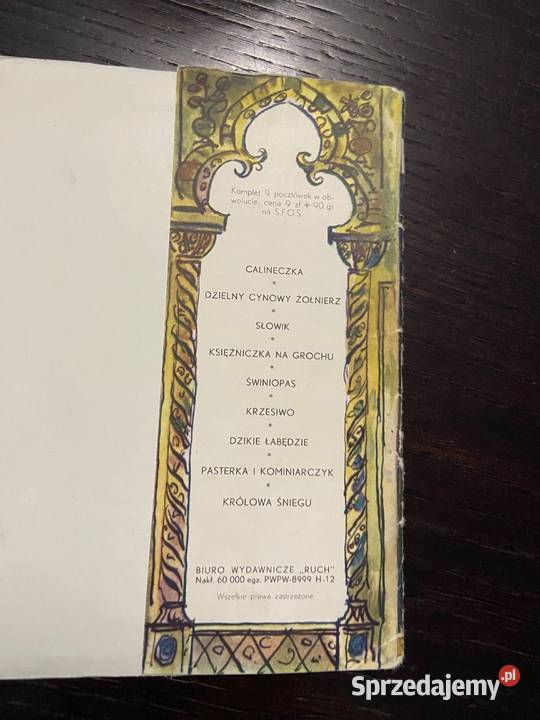 Komplet 9 pocztówek w ob-
wolucie, cena 9 zł + 90 gr
na S.F.O.S.
CALINECZKA
DZIELNY CYNOWY ŻOŁNIERZ
SŁOWIK
KSIĘŻNICZKA NA GROCHU
ŚWINIOPAS
KRZESIWO
DZIKIE ŁABĘDZIE
PASTERKA I KOMINIARCZYK
KRÓLOWA ŚNIEGU
BIURO WYDAWNICZE „RUCH"
Nakł. 60 000 egz. PWPW-8999 H-12
Wszelkie prawa zastrzeżone
Sprzedajemy.pl